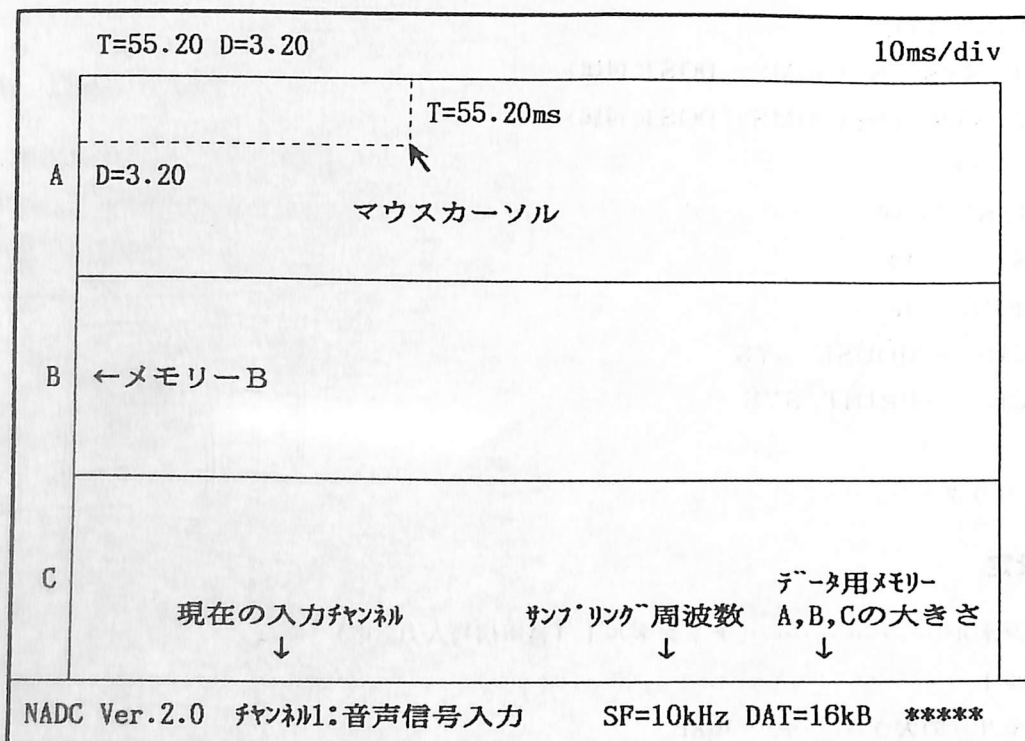 T=55.20 D=3.20
10ms/div
T=55.20ms
A D=3.20
マウスカーソル
B ←メモリーB
C
データ用メモリー
現在の入力チャンネル サンプリング周波数 A,B,Cの大きさ
↓ ↓ ↓
NADC Ver.2.0 チャンネル1:音声信号入力 SF=10kHz DAT=16kB *****